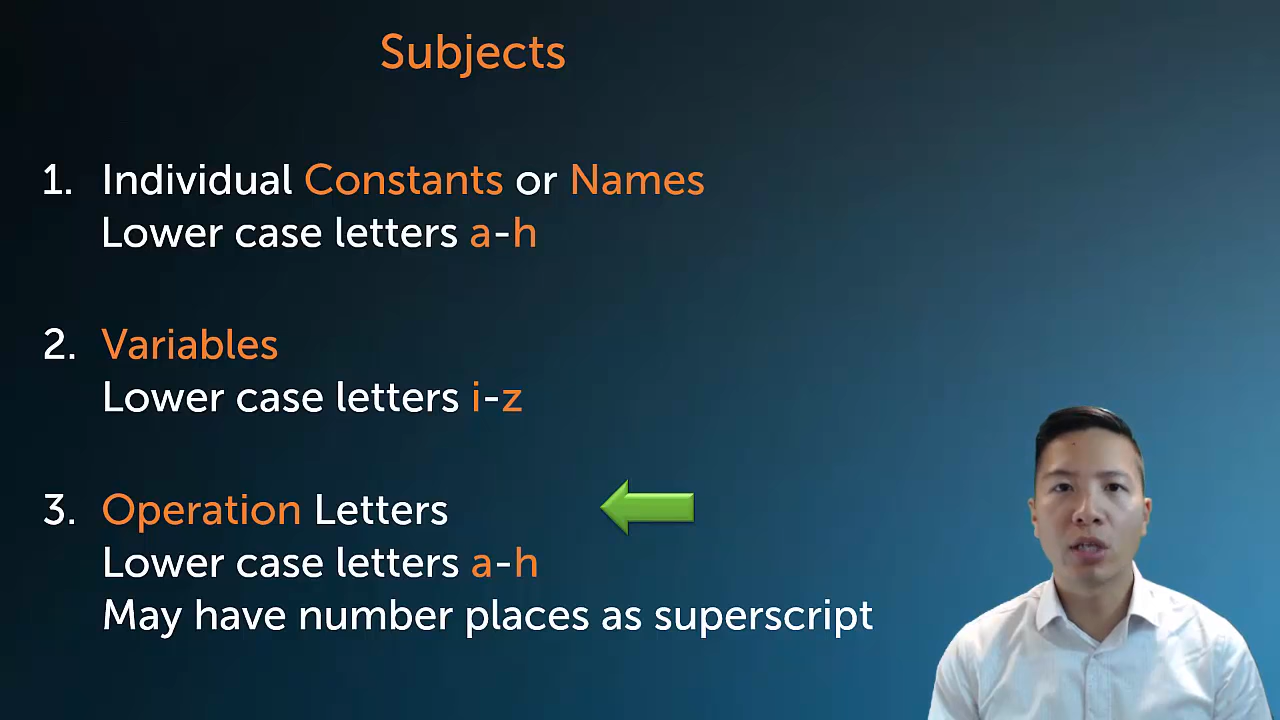 Subjects
1. Individual Constants or Names
Lower case letters a-h
2. Variables
Lower case letters i-z
3. Operation Letters
Lower case letters a-h
May have number places as superscript